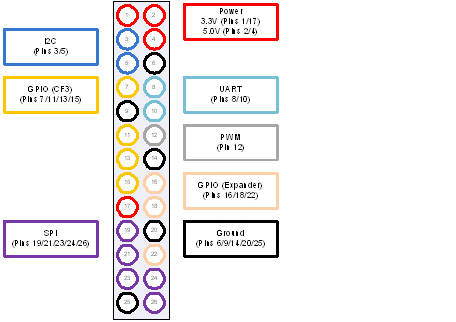 Power
3.3V (Pins 1/17)
5.0V (Pins 2/4)
I2C
(Pins 3/5)
GPIO (CF3)
(Pins 7/11/13/15)
UART
(Pins 8/10)
PWM
(Pin 12)
GPIO (Expander)
(Pins 16/18/22)
SPI
(Pins 19/21/23/24/26)
Ground
(Pins 6/9/14/20/25)
1 2
3 4
5 6
7 8
9 10
11 12
13 14
15 16
17 18
19 20
21 22
23 24
25 26